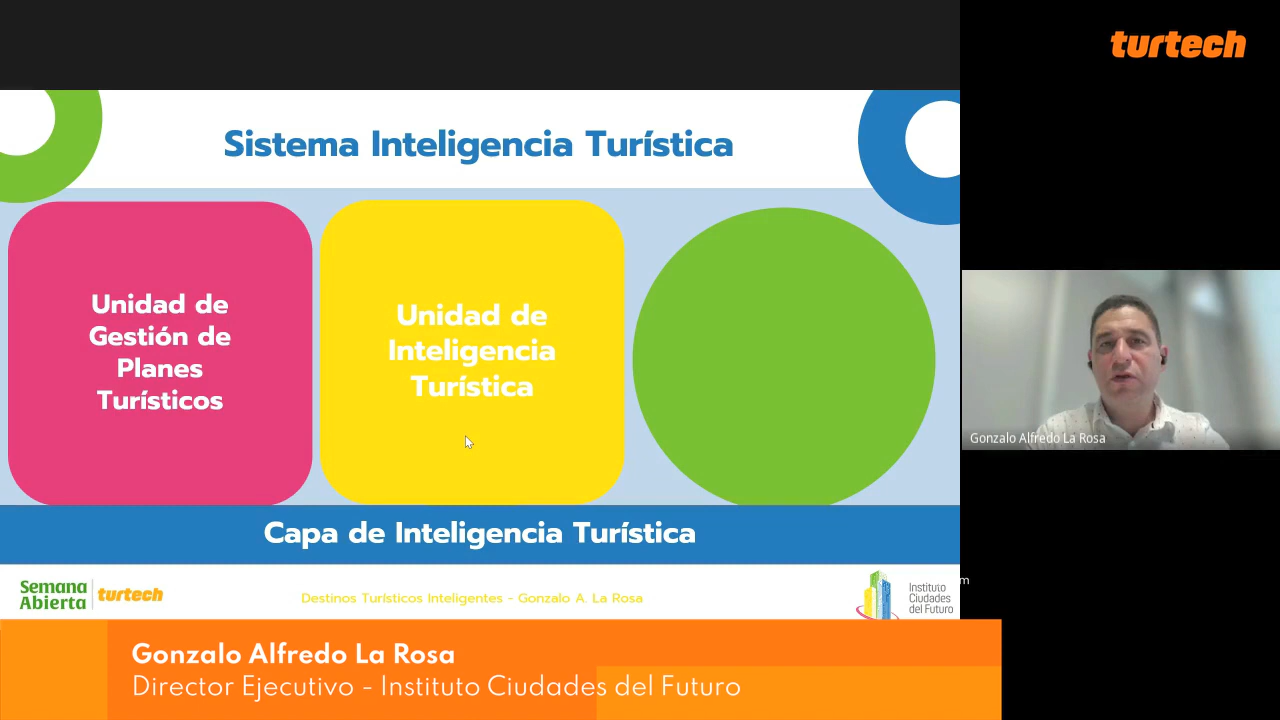 turtech
Sistema Inteligencia Turística
Unidad de
Gestión de
Planes
Turísticos
Unidad de
Inteligencia
Turística
Gonzalo Alfredo La Rosa
Capa de Inteligencia Turística
Semana
Abierta
turtech
Destinos Turísticos Inteligentes - Gonzalo A. La Rosa
Instituto
Ciudades
del Futuro
m
Gonzalo Alfredo La Rosa
Director Ejecutivo - Instituto Ciudades del Futuro